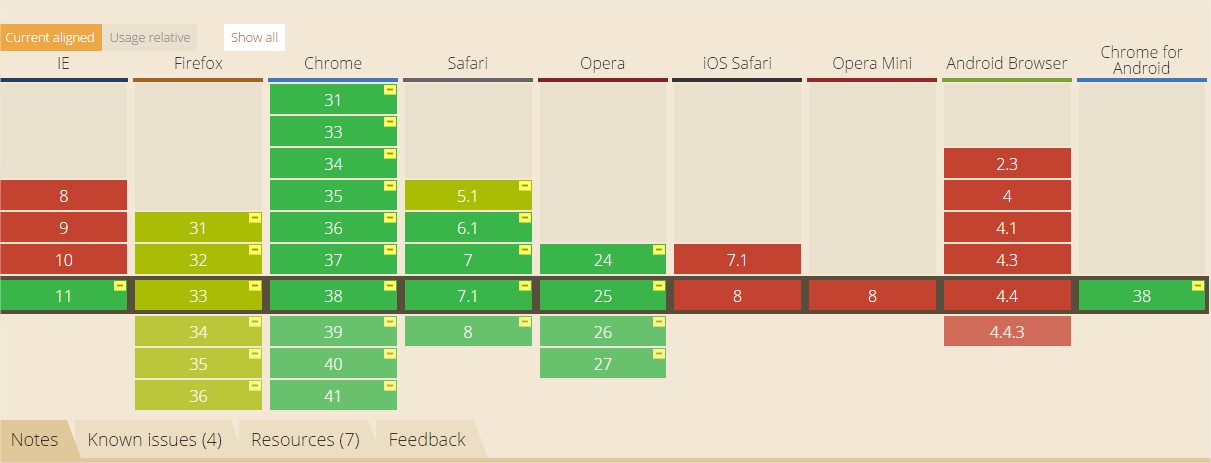 Current aligned Usage relative Show all
IE Firefox Chrome Safari Opera iOS Safari Opera Mini Android Browser Chrome for Android
31
33
34 2.3
8 35 5.1 4
9 31 36 6.1 4.1
10 32 37 7 24 7.1 4.3
11 33 38 7.1 25 8 8 4.4 38
34 39 8 26 4.4.3
35 40 27
36 41
Notes Known issues (4) Resources (7) Feedback